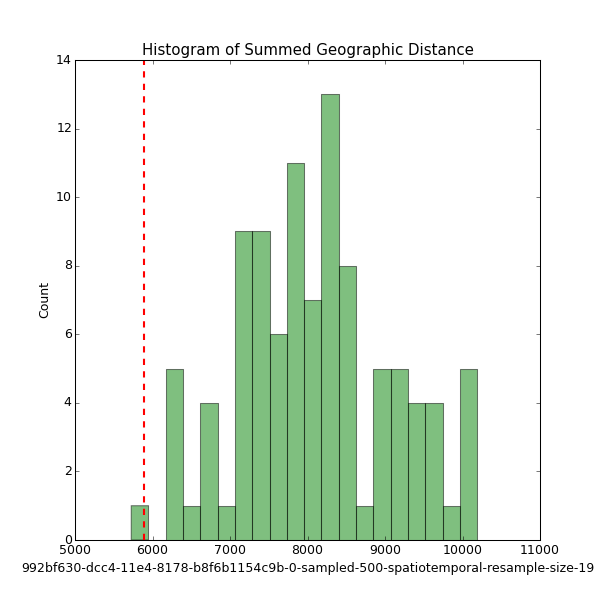 Histogram of Summed Geographic Distance
14
12
10
8
6
4
2
0
Count
5000 6000 7000 8000 9000 10000 11000
992bf630-dcc4-11e4-8178-b8f6b1154c9b-0-sampled-500-spatiotemporal-resample-size-19